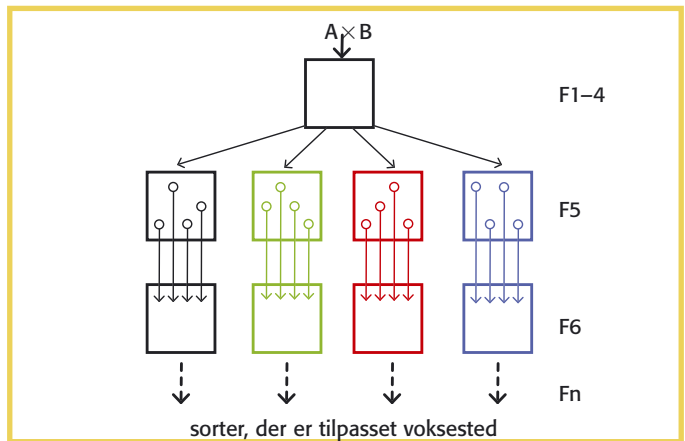 A×B
F1–4
F5
F6
Fn
sorter, der er tilpasset voksested